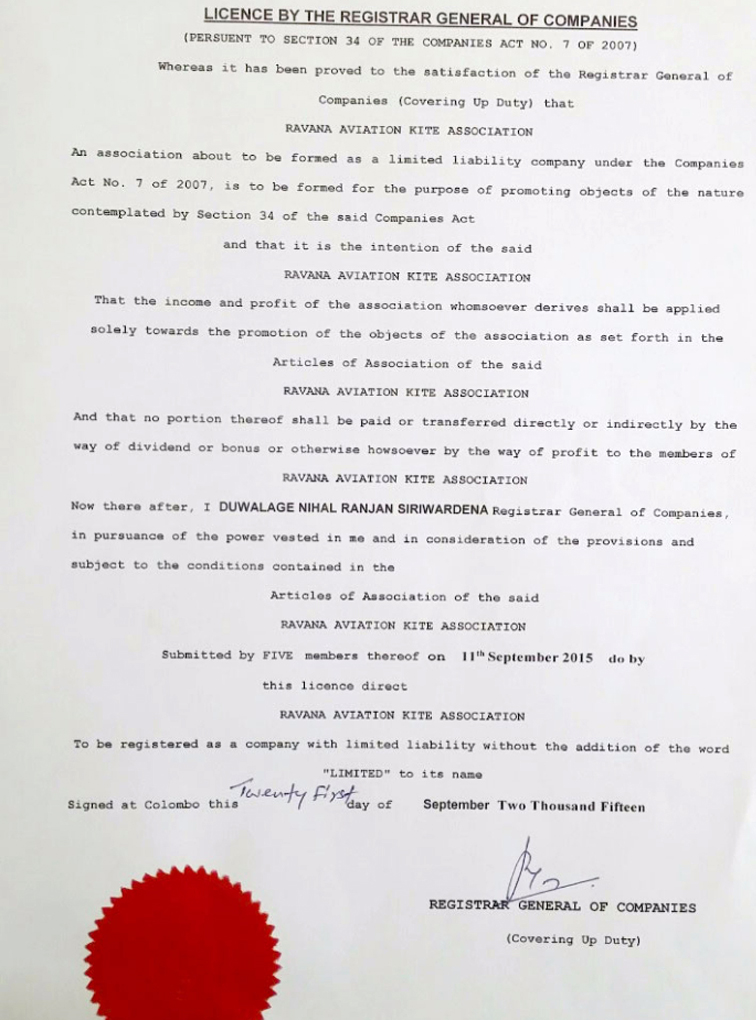 LICENCE BY THE REGISTRAR GENERAL OF COMPANIES
(PERSUENT TO SECTION 34 OF THE COMPANIES ACT NO. 7 OF 2007)
Whereas it has been proved to the satisfaction of the Registrar General of
Companies (Covering Up Duty) that
RAVANA AVIATION KITE ASSOCIATION
An association about to be formed as a limited liability company under the Companies
Act No. 7 of 2007, is to be formed for the purpose of promoting objects of the nature
contemplated by Section 34 of the said Companies Act
and that it is the intention of the said
RAVANA AVIATION KITE ASSOCIATION
That the income and profit of the association whomsoever derives shall be applied
solely towards the promotion of the objects of the association as set forth in the
Articles of Association of the said
RAVANA AVIATION KITE ASSOCIATION
And that no portion thereof shall be paid or transferred directly or indirectly by the
way of dividend or bonus or otherwise howsoever by the way of profit to the members of
RAVANA AVIATION KITE ASSOCIATION
Now there after, I DUWALAGE NIHAL RANJAN SIRIWARDENA Registrar General of Companies,
in pursuance of the power vested in me and in consideration of the provisions and
subject to the conditions contained in the
Articles of Association of the said
RAVANA AVIATION KITE ASSOCIATION
Submitted by FIVE members thereof on 11th September 2015 do by
this licence direct
RAVANA AVIATION KITE ASSOCIATION
To be registered as a company with limited liability without the addition of the word
"LIMITED" to its name
Signed at Colombo this Twenty First day of September Two Thousand Fifteen
REGISTRAR GENERAL OF COMPANIES
(Covering Up Duty)